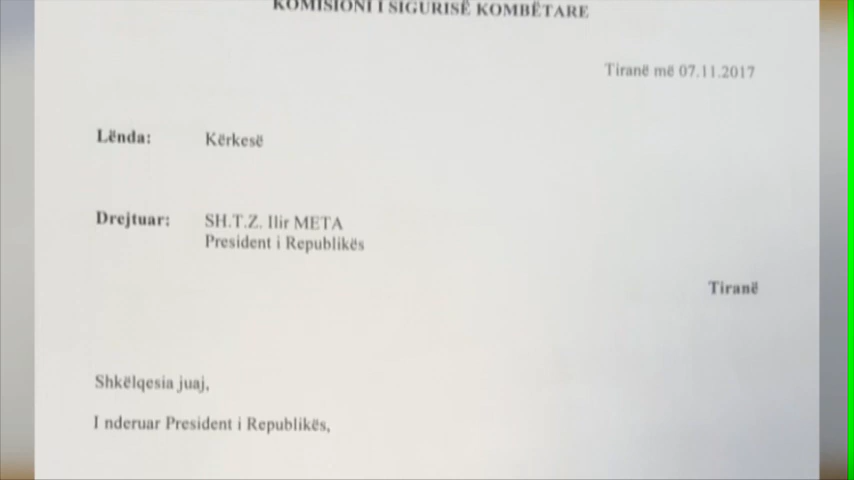 KOMISIONI I SIGURISË KOMBËTARE
Tiranë më 07.11.2017
Lënda: Kërkesë
Drejtuar: SH.T.Z. Ilir META
President i Republikës
Tiranë
Shkëlqesia juaj,
I nderuar President i Republikës,